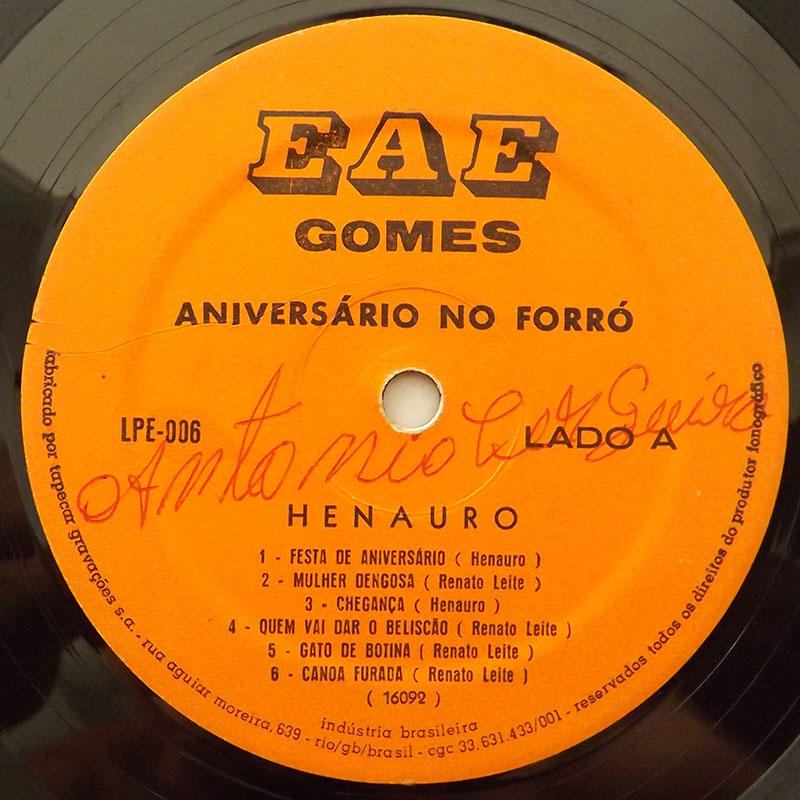 EAE
GOMES
ANIVERSÁRIO NO FORRÓ
LPE-006
LADO A
Antonio
HENAURO
1 - FESTA DE ANIVERSÁRIO ( Henauro )
2 - MULHER DENGOSA ( Renato Leite )
3 - CHEGANÇA ( Henauro )
4 - QUEM VAI DAR O BELISCÃO ( Renato Leite )
5 - GATO DE BOTINA ( Renato Leite )
6 - CANOA FURADA ( Renato Leite )
( 16092 )
indústria brasileira
fabricado por tapecar gravações s.a. - rua aguiar moreira, 639 - rio/gb/brasil - cgc 33.631.433/001 - reservados todos os direitos do produtor fonográfico